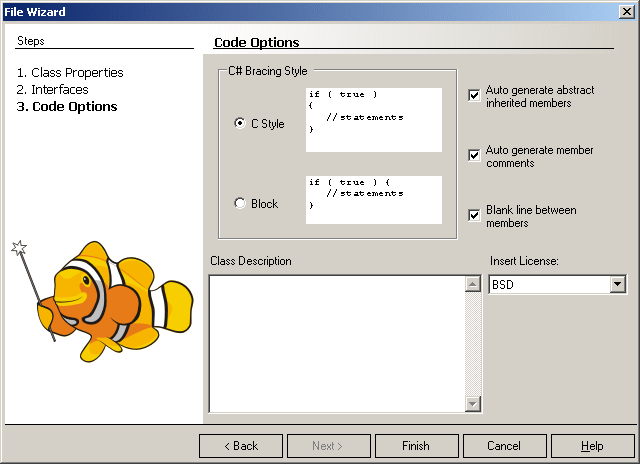 File Wizard
Steps
1. Class Properties
2. Interfaces
3. Code Options
Code Options
C# Bracing Style
C Style
if ( true )
{
//statements
}
Block
if ( true ) {
//statements
}
Auto generate abstract
inherited members
Auto generate member
comments
Blank line between
members
Class Description
Insert License:
BSD
< Back
Next >
Finish
Cancel
Help